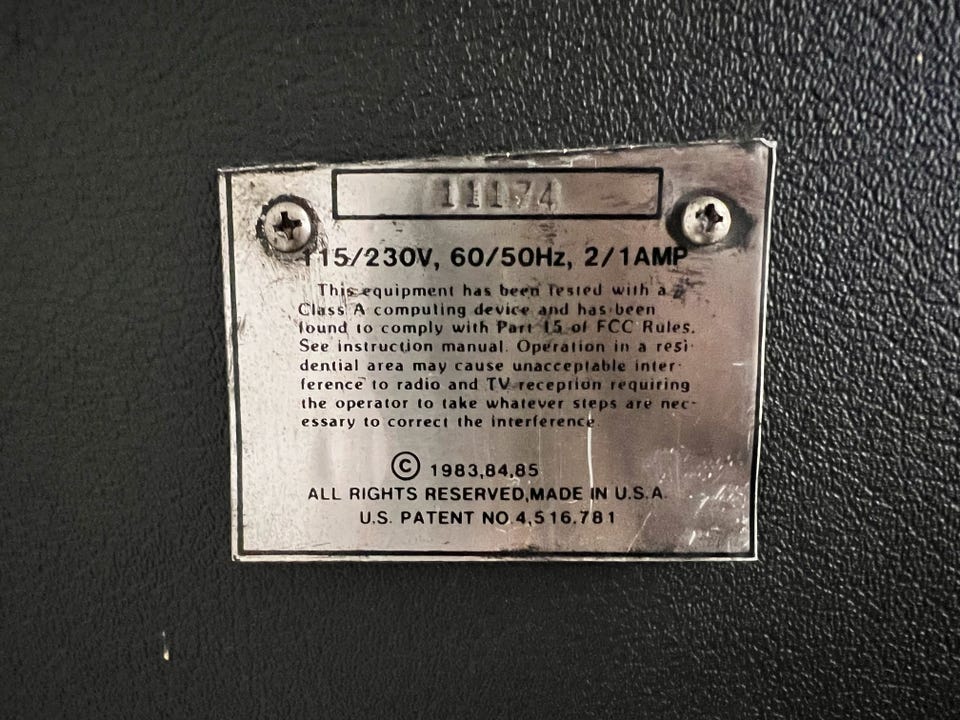 11174
115/230V, 60/50Hz, 2/1AMP
This equipment has been tested with a
Class A computing device and has been
found to comply with Part 15 of FCC Rules.
See instruction manual. Operation in a resi-
dential area may cause unacceptable inter-
ference to radio and TV reception requiring
the operator to take whatever steps are nec-
essary to correct the interference.
© 1983,84,85
ALL RIGHTS RESERVED,MADE IN U.S.A.
U.S. PATENT NO.4,516,781